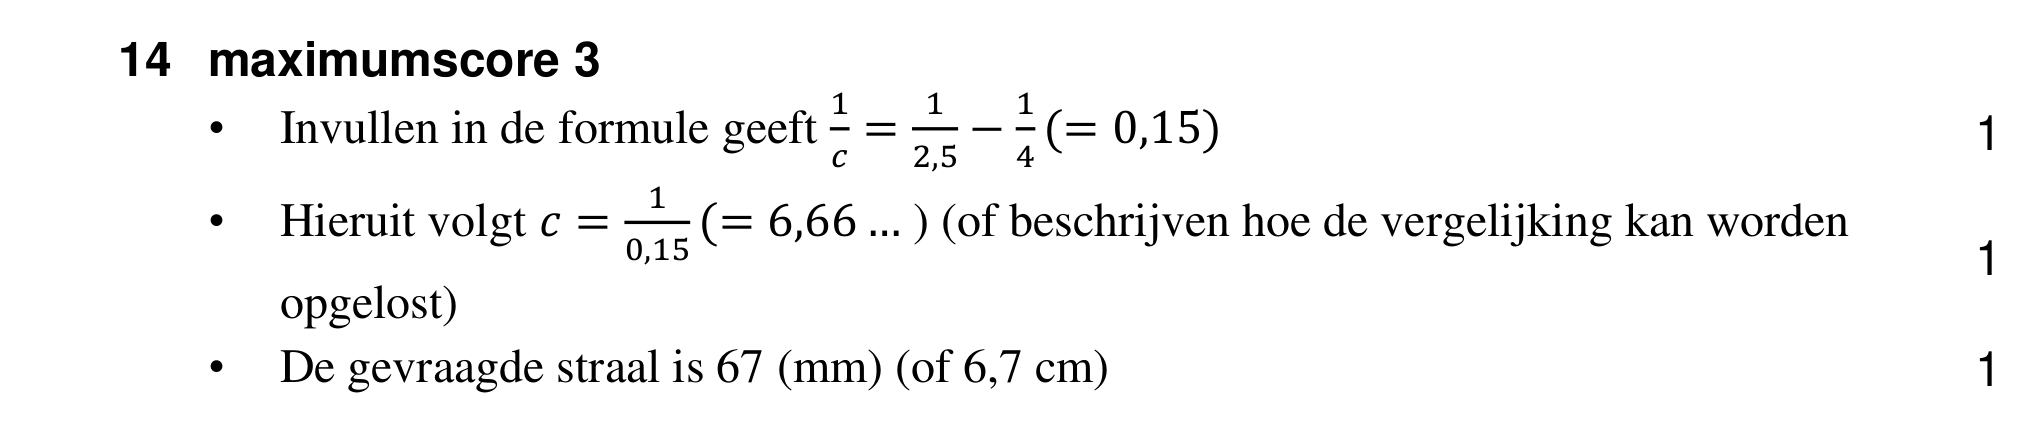 14 maximumscore 3
• Invullen in de formule geeft 1/c = 1/2,5 − 1/4 (= 0,15) 1
• Hieruit volgt c = 1/0,15 (= 6,66 … ) (of beschrijven hoe de vergelijking kan worden 1
opgelost)
• De gevraagde straal is 67 (mm) (of 6,7 cm) 1